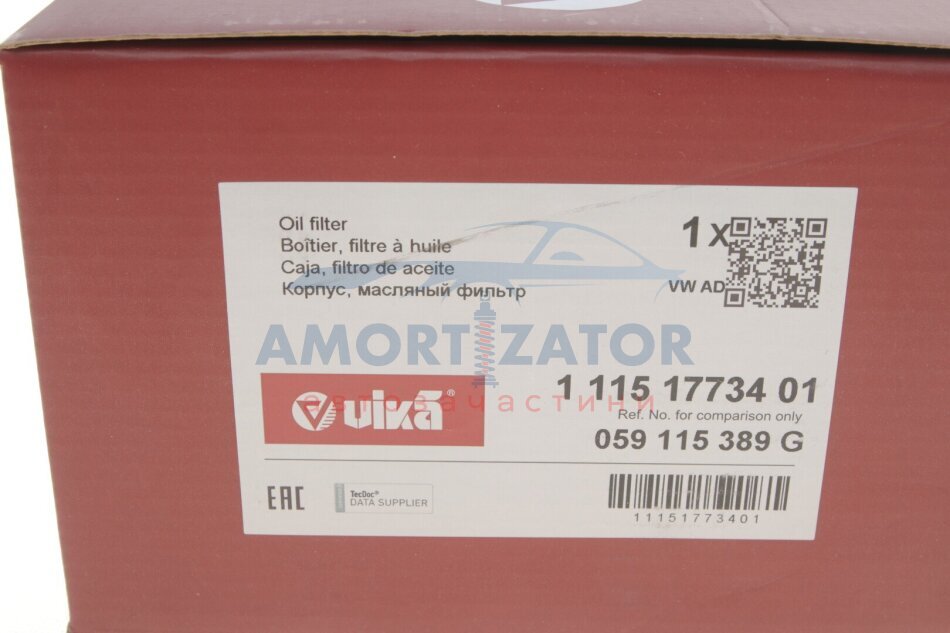 Oil filter
Boîtier, filtre à huile
Caja, filtro de aceite
Корпус, масляный фильтр
1 x
VW AD
AMORTIZATOR
автозапчастини
vika®
1 115 17734 01
Ref. No. for comparison only
059 115 389 G
EAC
TecDoc®
DATA SUPPLIER
11151773401